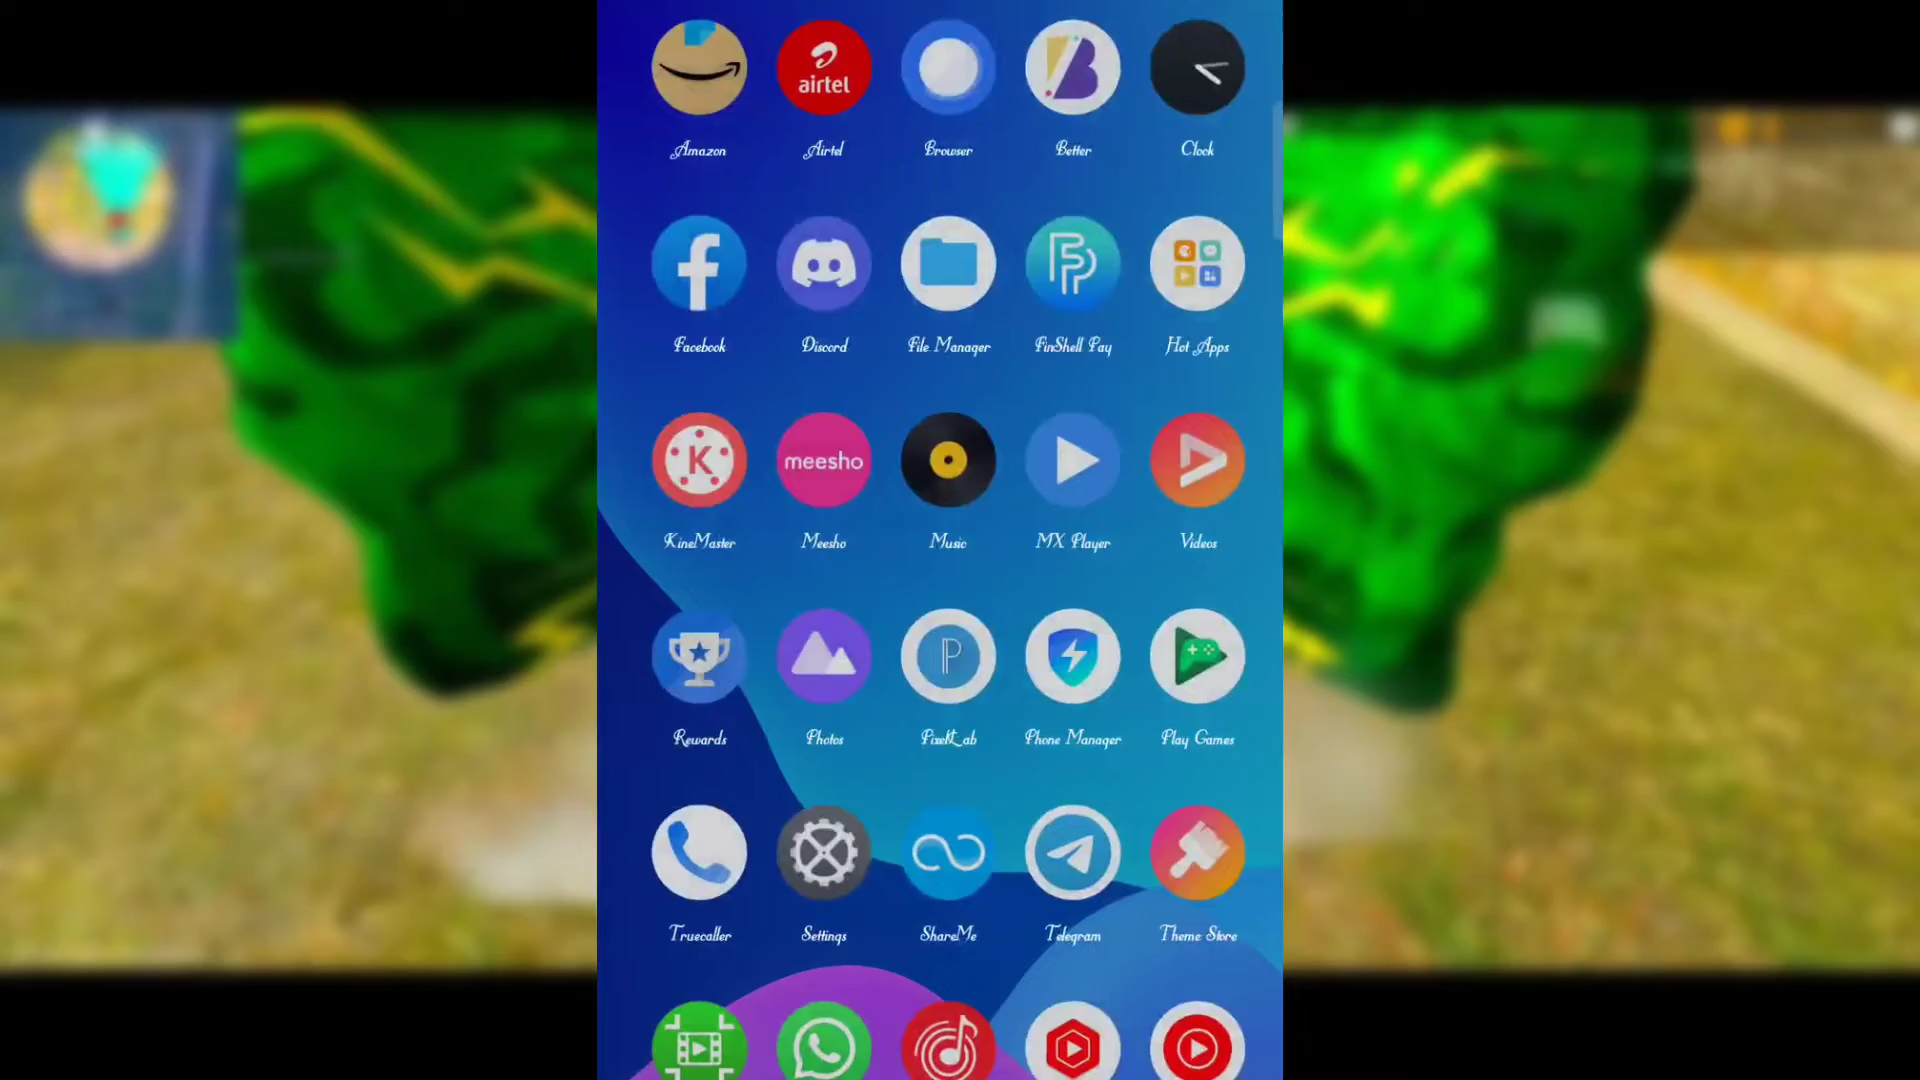 airtel
Amazon Airtel Browser Better Clock
Facebook Discord File Manager FinShell Pay Hot Apps
K meesho
KineMaster Meesho Music MX Player Videos
P
Rewards Photos PixelLab Phone Manager Play Games
Truecaller Settings ShareMe Telegram Theme Store